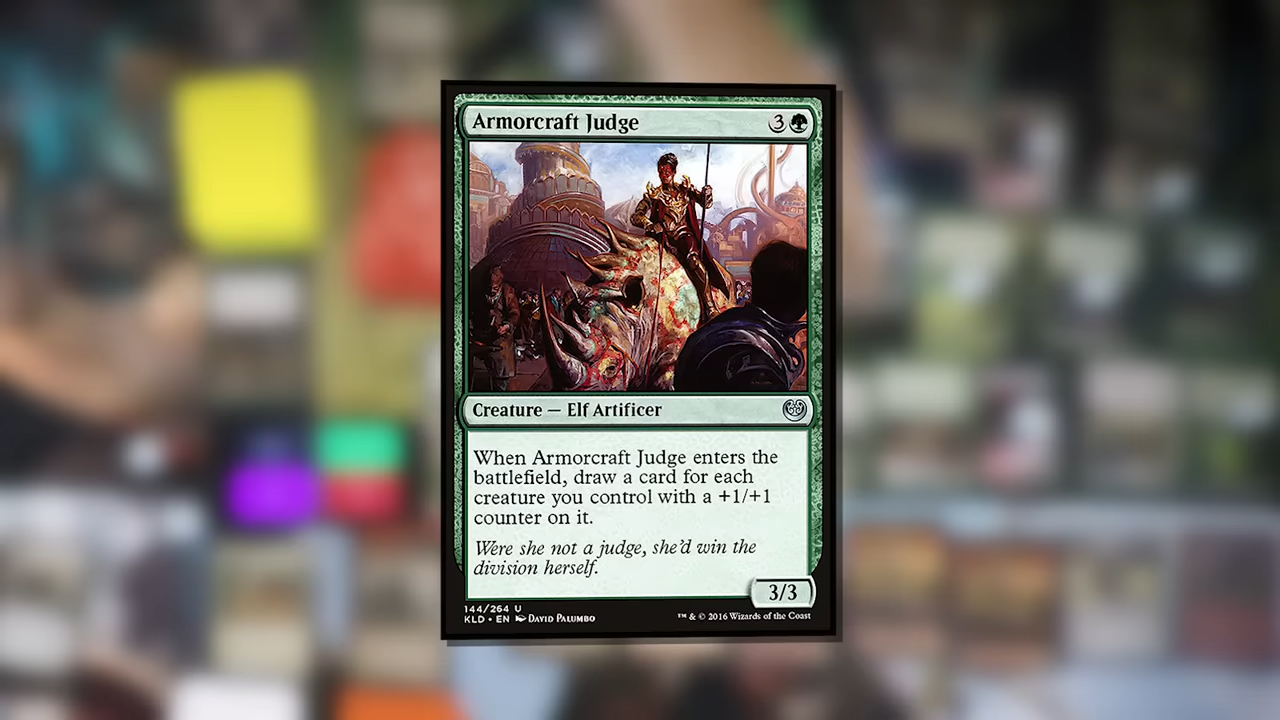 Armorcraft Judge 3
Creature — Elf Artificer
When Armorcraft Judge enters the
battlefield, draw a card for each
creature you control with a +1/+1
counter on it.
Were she not a judge, she'd win the
division herself.
3/3
144/264 U
KLD • EN David Palumbo
™ & © 2016 Wizards of the Coast